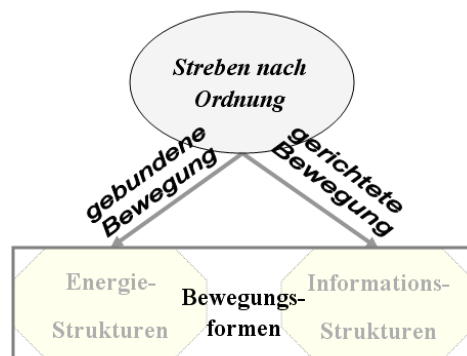 Streben nach
Ordnung
gebundene
Bewegung
gerichtete
Bewegung
Energie-
Strukturen
Bewegungs-
formen
Informations-
Strukturen